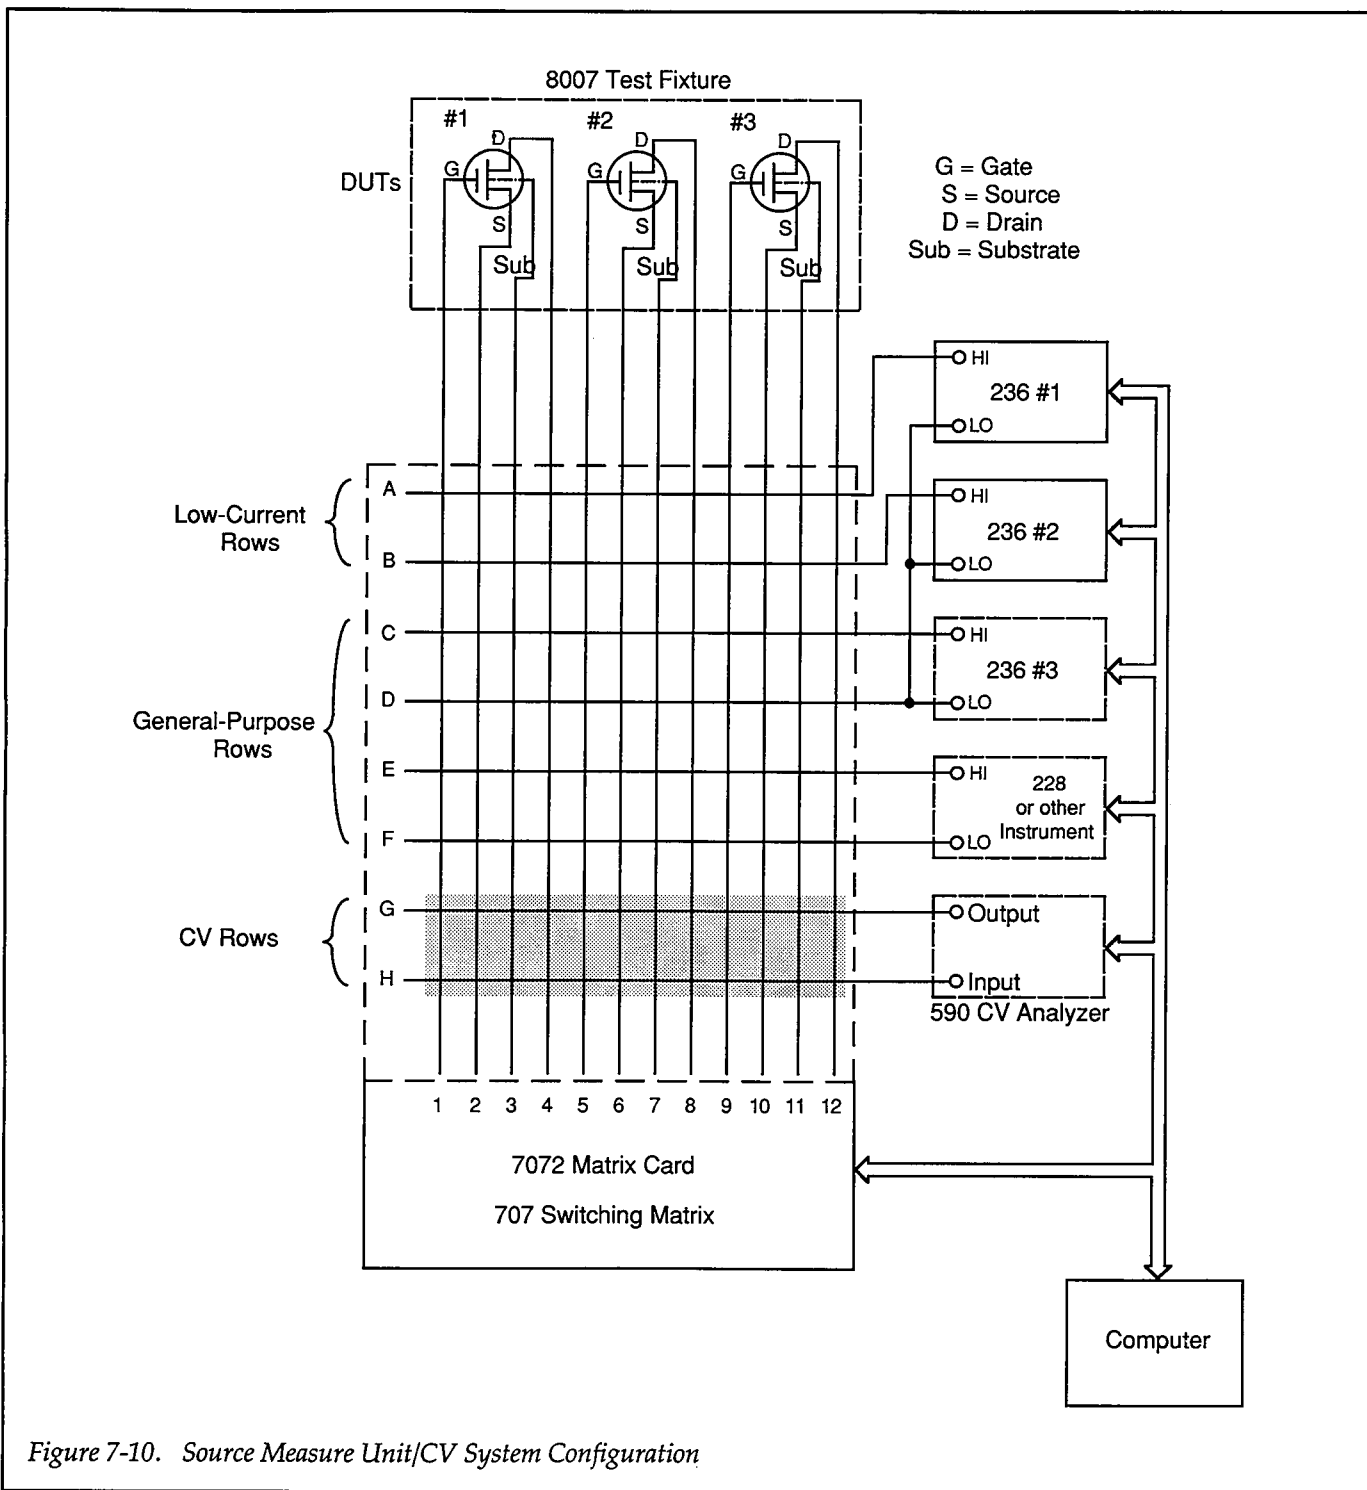 8007 Test Fixture
#1 #2 #3
D D D
G G G
DUTs
S S S
Sub Sub Sub
G = Gate
S = Source
D = Drain
Sub = Substrate
HI
236 #1
LO
HI
236 #2
LO
HI
236 #3
LO
HI
228
or other
Instrument
LO
Output
Input
590 CV Analyzer
Low-Current
Rows
A
B
General-Purpose
Rows
C
D
E
F
CV Rows
G
H
1 2 3 4 5 6 7 8 9 10 11 12
7072 Matrix Card
707 Switching Matrix
Computer
Figure 7-10. Source Measure Unit/CV System Configuration